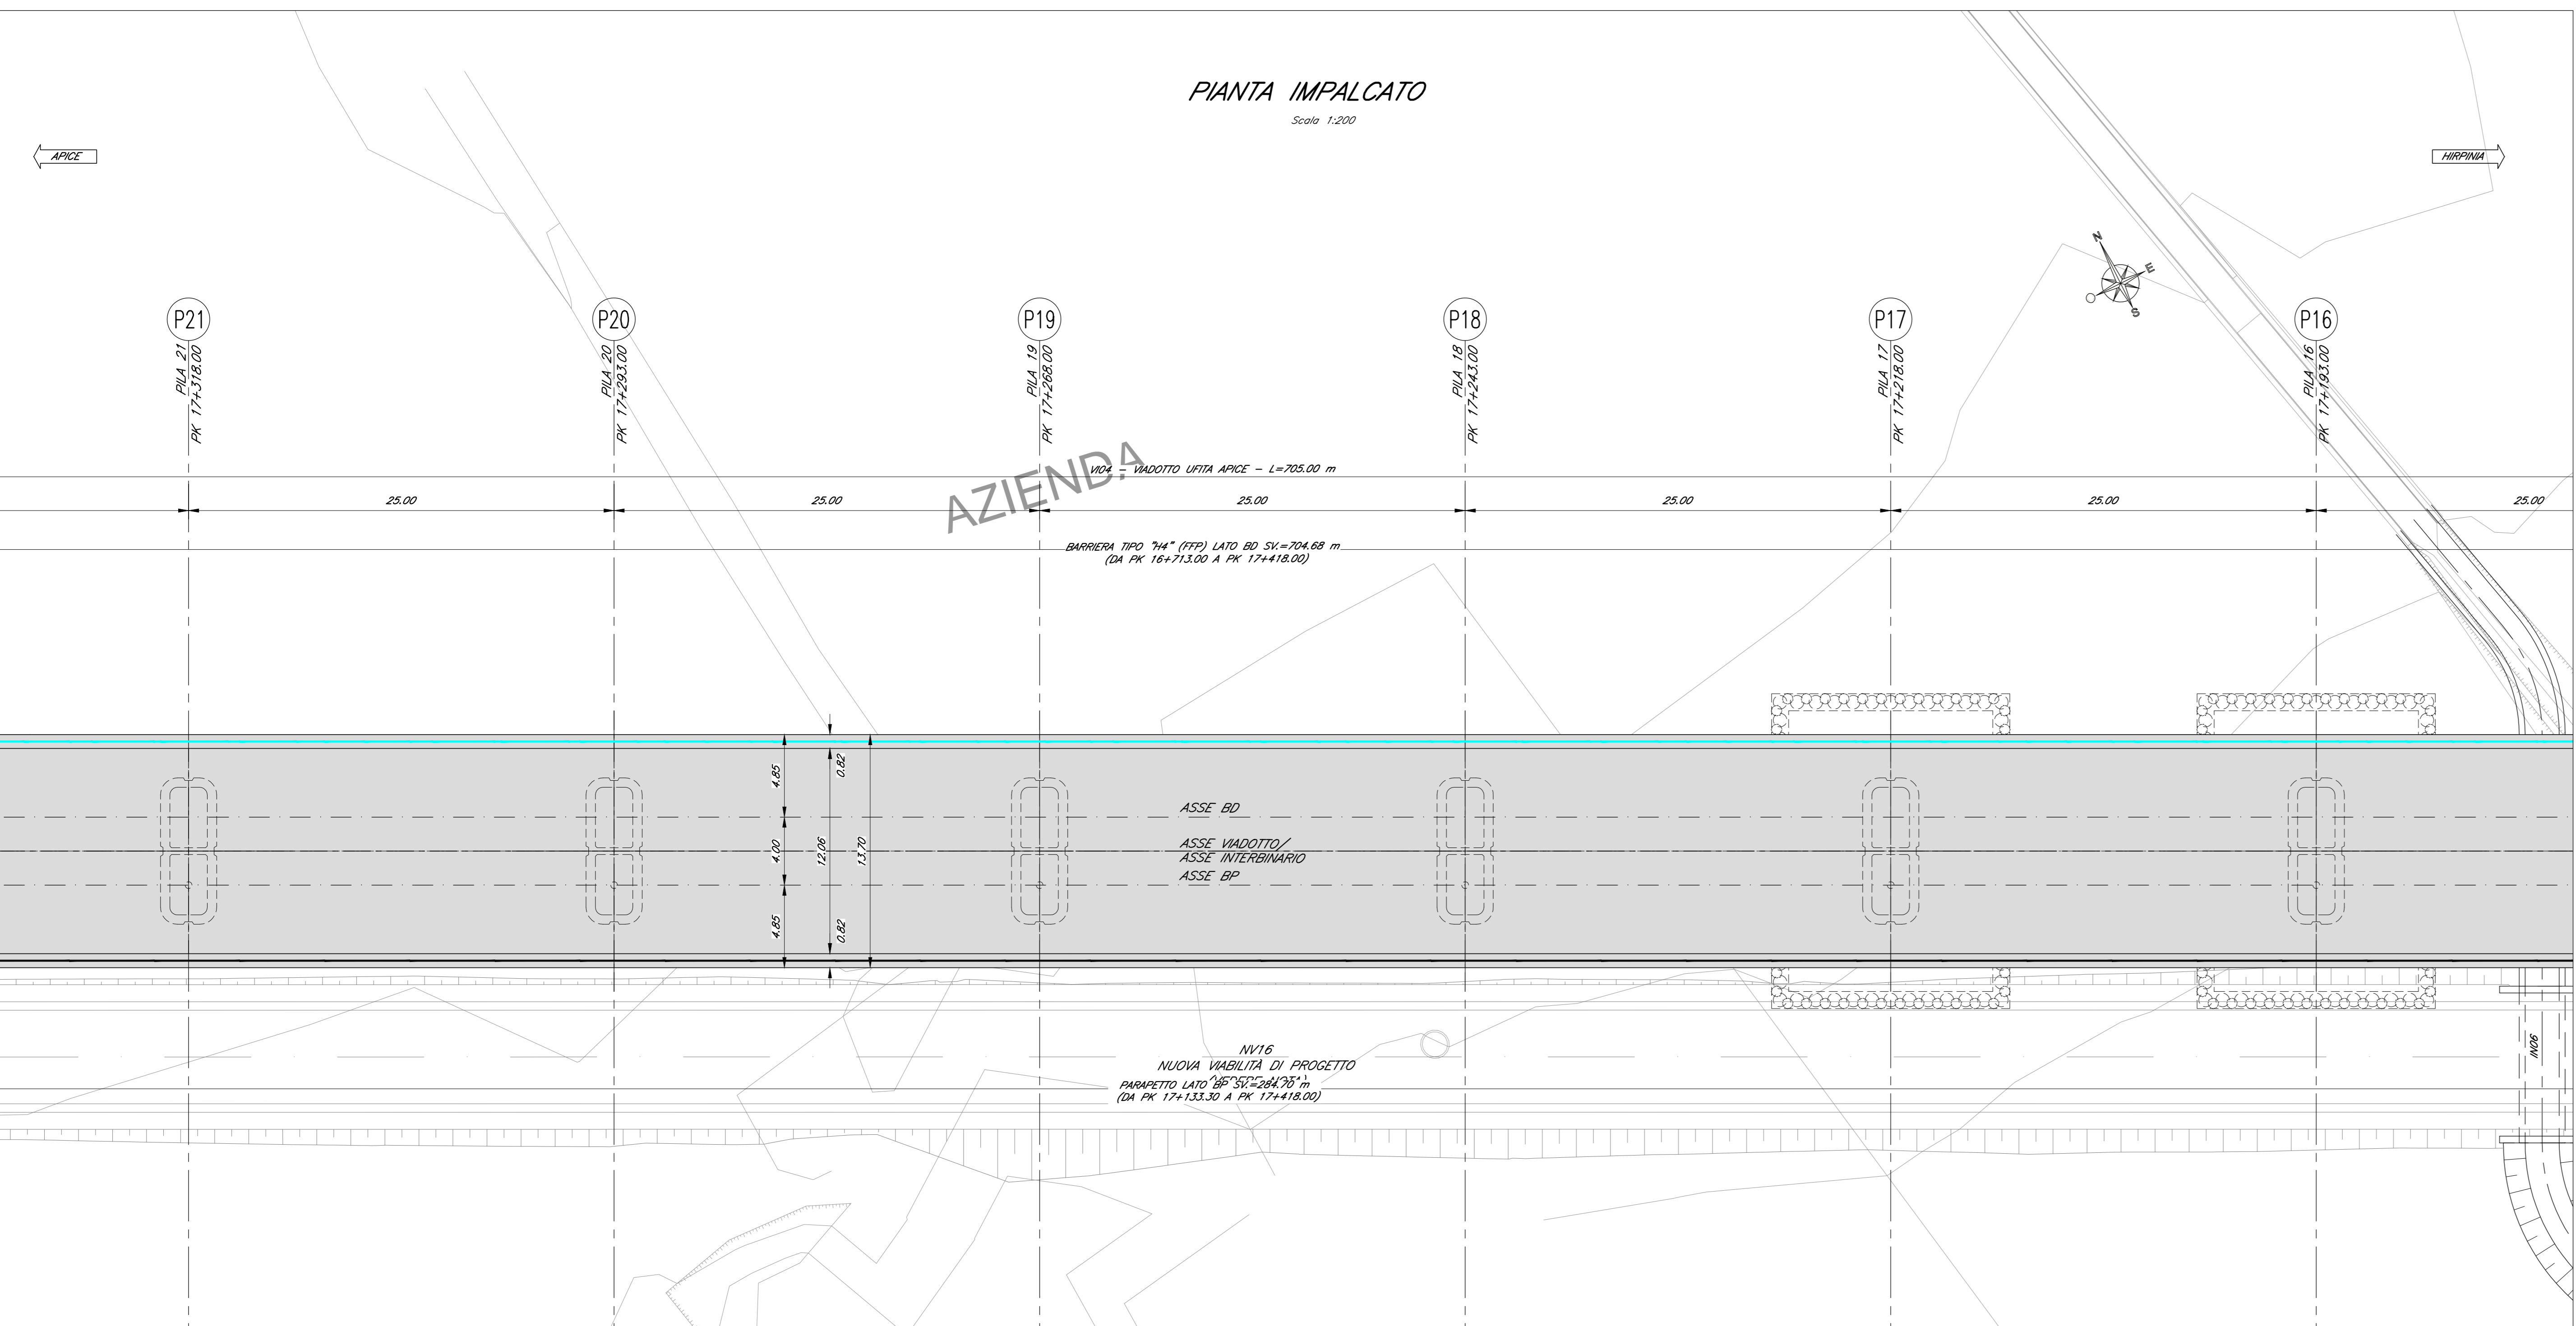 PIANTA IMPALCATO
Scala 1:200
APICE
HIRPINIA
N
E
S
O
P21
P20
P19
P18
P17
P16
PILA 21
PK 17+318.00
PILA 20
PK 17+293.00
PILA 19
PK 17+268.00
PILA 18
PK 17+243.00
PILA 17
PK 17+218.00
PILA 16
PK 17+193.00
AZIENDA
VI04 - VIADOTTO UFITA APICE - L=705.00 m
25.00
25.00
25.00
25.00
25.00
25.00
BARRIERA TIPO "H4" (FFP) LATO BD SV.=704.68 m
(DA PK 16+713.00 A PK 17+418.00)
4.85
0.82
4.00
12.06
13.70
4.85
0.82
ASSE BD
ASSE VIADOTTO/
ASSE INTERBINARIO
ASSE BP
NV16
NUOVA VIABILITÀ DI PROGETTO
PARAPETTO LATO BP SV.=284.70 m
(DA PK 17+133.30 A PK 17+418.00)
IN06